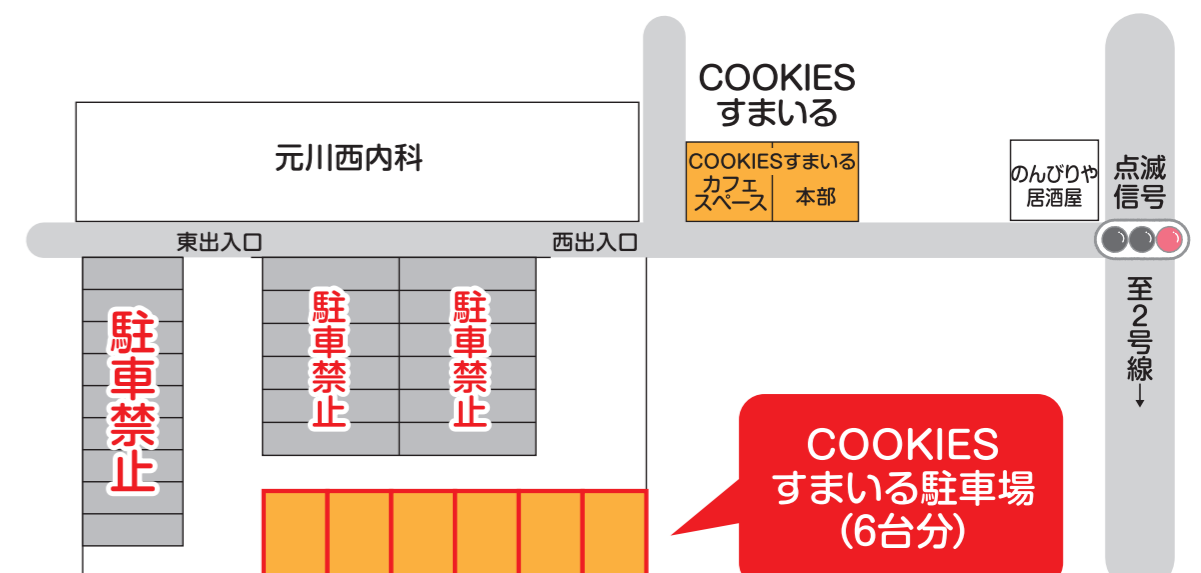 COOKIES
すまいる
元川西内科
COOKIESすまいる
カフェ
スペース
本部
のんびりや
居酒屋
点滅
信号
東出入口
西出入口
駐車禁止
駐車禁止
駐車禁止
至2号線→
COOKIES
すまいる駐車場
(6台分)